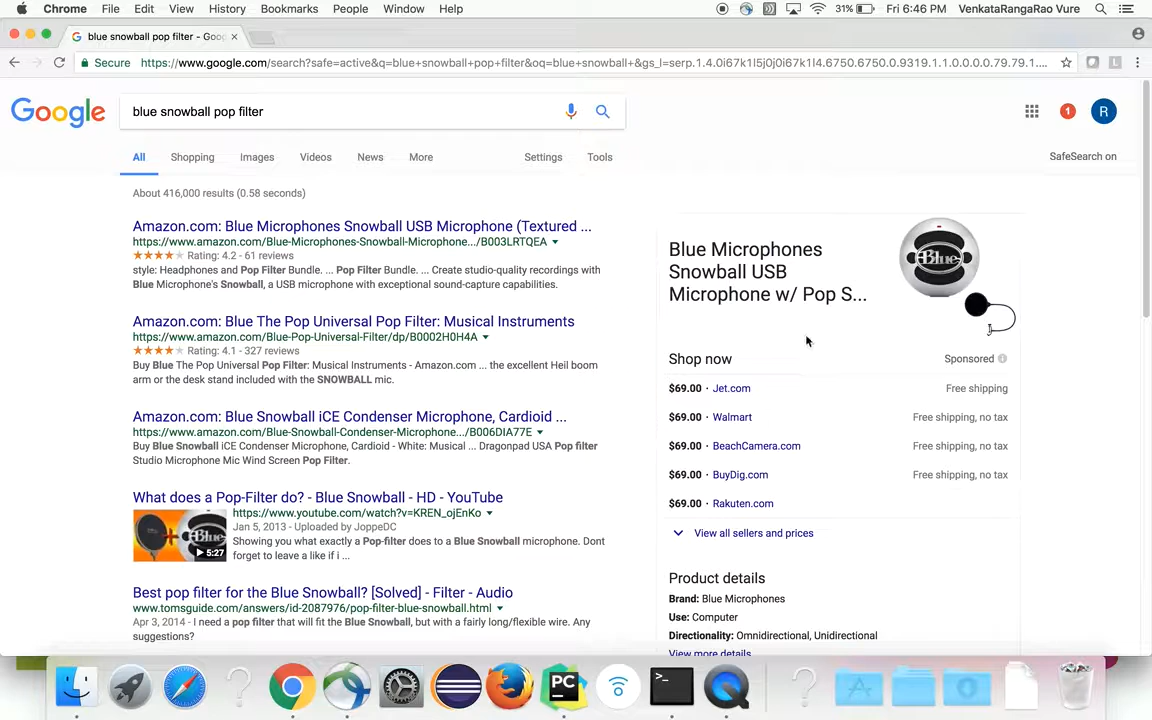 Chrome File Edit View History Bookmarks People Window Help 31% Fri 6:46 PM VenkataRangaRao Vure
blue snowball pop filter - Goo
Secure https://www.google.com/search?safe=active&q=blue+snowball+pop+filter&oq=blue+snowball+&gs_l=serp.1.4.0i67k1l5j0j0i67k1l4.6750.6750.0.9319.1.1.0.0.0.0.79.79.1....
Google blue snowball pop filter 1 R
All Shopping Images Videos News More Settings Tools SafeSearch on
About 416,000 results (0.58 seconds)
Amazon.com: Blue Microphones Snowball USB Microphone (Textured ...
https://www.amazon.com/Blue-Microphones-Snowball-Microphone.../B003LRTQEA
Rating: 4.2 - 61 reviews
style: Headphones and Pop Filter Bundle. ... Pop Filter Bundle. ... Create studio-quality recordings with
Blue Microphone's Snowball, a USB microphone with exceptional sound-capture capabilities.
Amazon.com: Blue The Pop Universal Pop Filter: Musical Instruments
https://www.amazon.com/Blue-Pop-Universal-Filter/dp/B0002H0H4A
Rating: 4.1 - 327 reviews
Buy Blue The Pop Universal Pop Filter: Musical Instruments - Amazon.com ... the excellent Heil boom
arm or the desk stand included with the SNOWBALL mic.
Amazon.com: Blue Snowball iCE Condenser Microphone, Cardioid ...
https://www.amazon.com/Blue-Snowball-Condenser-Microphone.../B006DIA77E
Buy Blue Snowball iCE Condenser Microphone, Cardioid - White: Musical ... Dragonpad USA Pop filter
Studio Microphone Mic Wind Screen Pop Filter.
What does a Pop-Filter do? - Blue Snowball - HD - YouTube
https://www.youtube.com/watch?v=KREN_ojEnKo
Jan 5, 2013 - Uploaded by JoppeDC
Showing you what exactly a Pop-filter does to a Blue Snowball microphone. Dont
forget to leave a like if i ...
5:27
Best pop filter for the Blue Snowball? [Solved] - Filter - Audio
www.tomsguide.com/answers/id-2087976/pop-filter-blue-snowball.html
Apr 3, 2014 - I need a pop filter that will fit the Blue Snowball, but with a fairly long/flexible wire. Any
suggestions?
Blue Microphones
Snowball USB
Microphone w/ Pop S...
Blue
Shop now Sponsored
$69.00 · Jet.com Free shipping
$69.00 · Walmart Free shipping, no tax
$69.00 · BeachCamera.com Free shipping, no tax
$69.00 · BuyDig.com Free shipping, no tax
$69.00 · Rakuten.com
View all sellers and prices
Product details
Brand: Blue Microphones
Use: Computer
Directionality: Omnidirectional, Unidirectional
View more details
PC